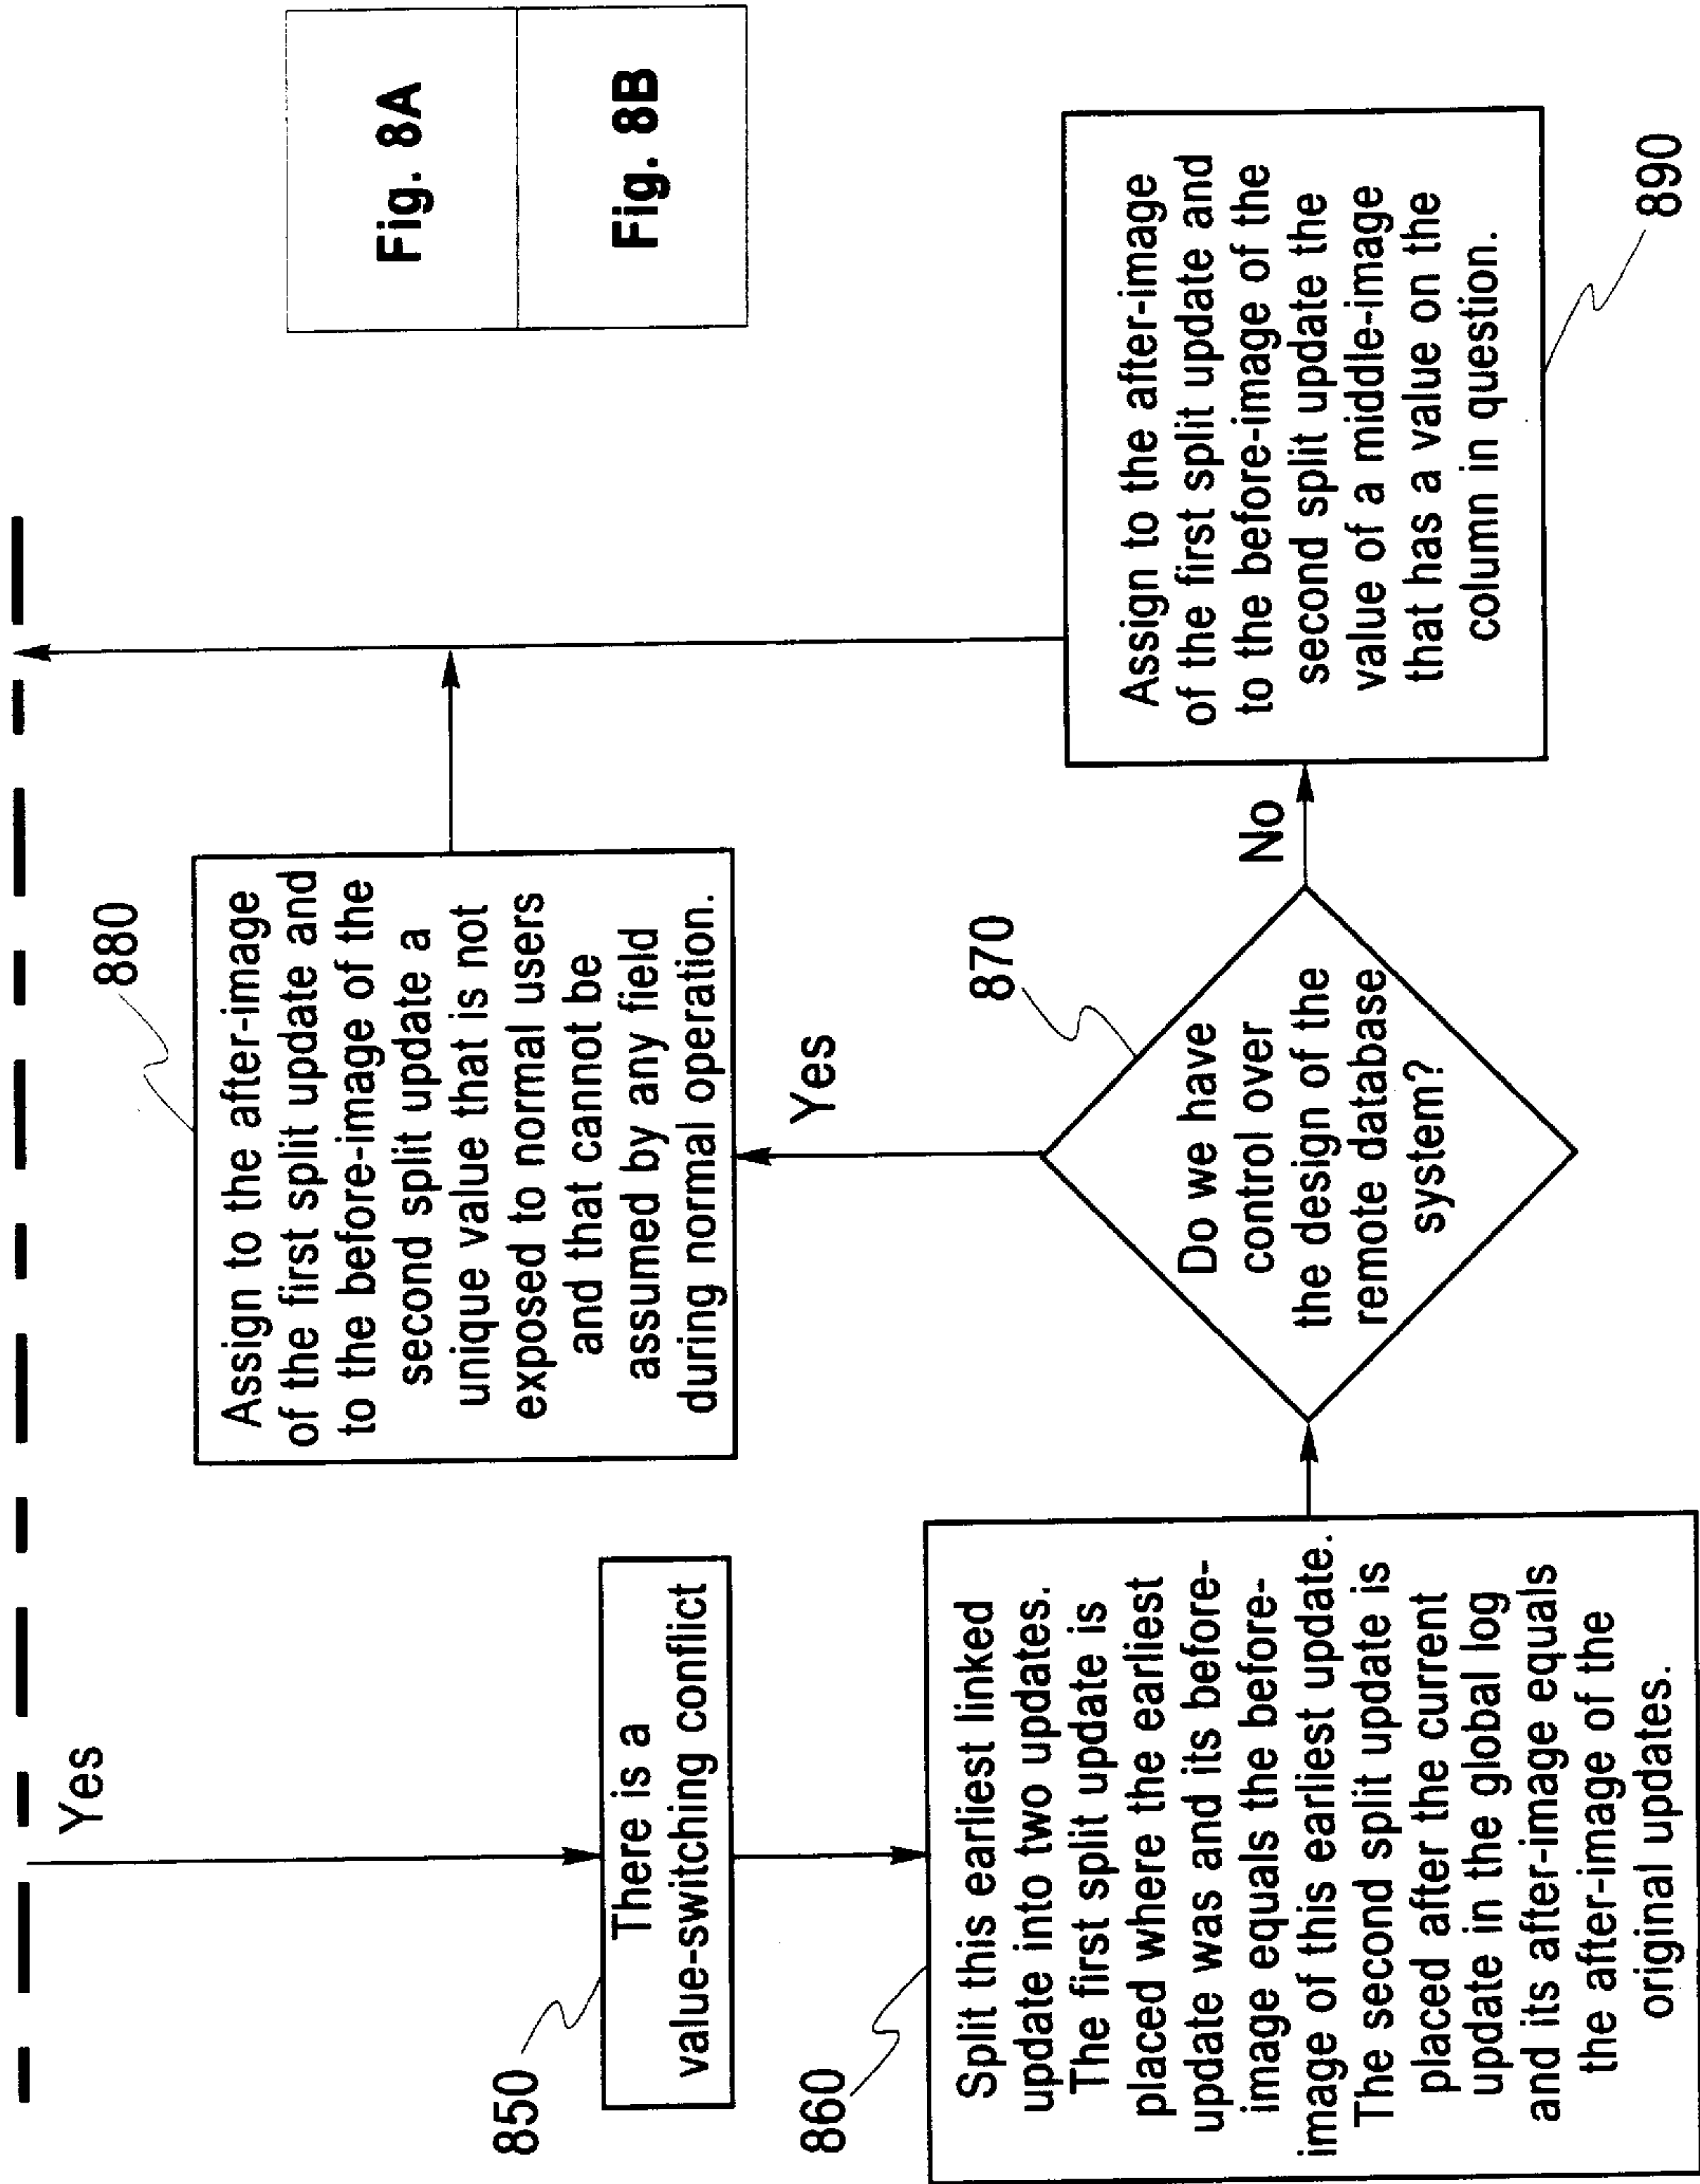 Yes
850
There is a
value-switching conflict
860
Split this earliest linked
update into two updates.
The first split update is
placed where the earliest
update was and its before-
image equals the before-
image of this earliest update.
The second split update is
placed after the current
update in the global log
and its after-image equals
the after-image of the
original updates.
870
Do we have
control over
the design of the
remote database
system?
Yes
No
880
Assign to the after-image
of the first split update and
to the before-image of the
second split update a
unique value that is not
exposed to normal users
and that cannot be
assumed by any field
during normal operation.
890
Assign to the after-image
of the first split update and
to the before-image of the
second split update the
value of a middle-image
that has a value on the
column in question.
Fig. 8A
Fig. 8B